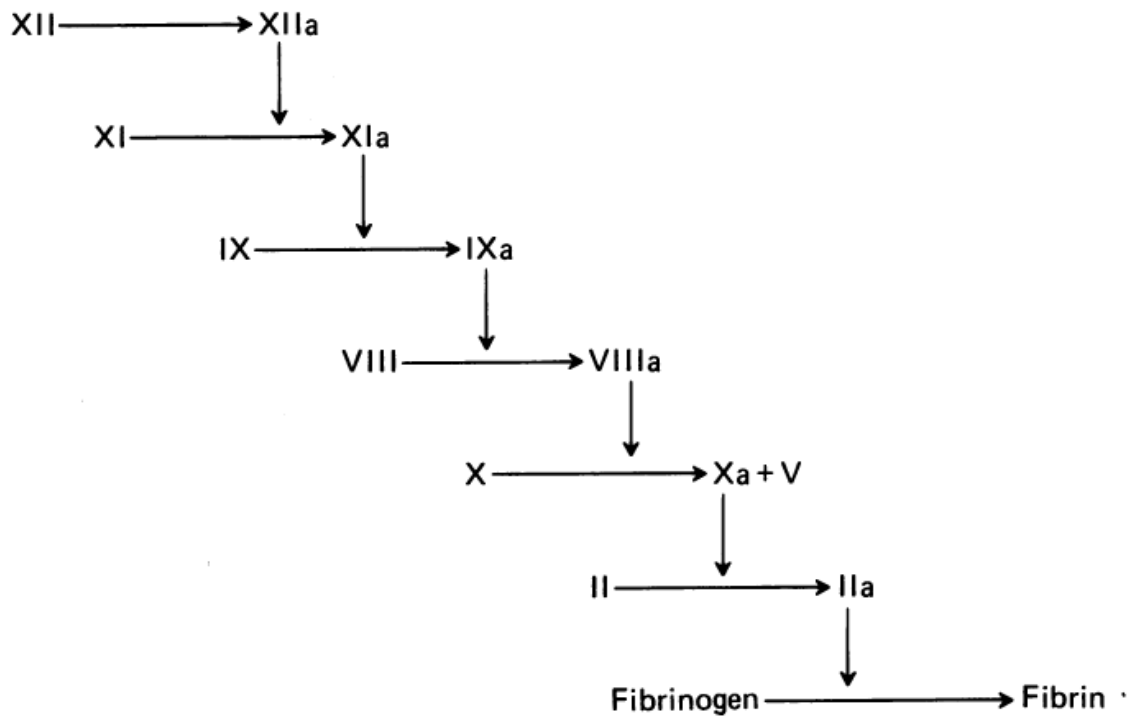 XII XIIa
XI XIa
IX IXa
VIII VIIIa
X Xa + V
II IIa
Fibrinogen Fibrin